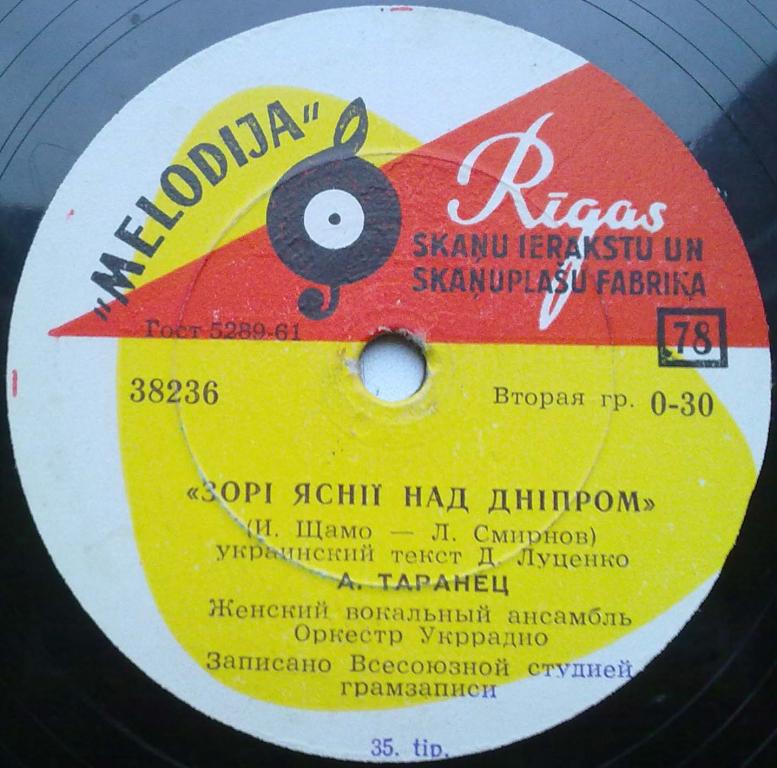 "MELODIJA"
Rīgas
SKAŅU IERAKSTU UN
SKAŅUPLAŠU FABRIKA
Гост 5289-61
78
38236
Вторая гр. 0-30
«ЗОРІ ЯСНІЇ НАД ДНІПРОМ»
(И. Щамо — Л. Смирнов)
украинский текст Д. Луценко
А. ТАРАНЕЦ
Женский вокальный ансамбль
Оркестр Укррадио
Записано Всесоюзной студией
грамзаписи
35. tip.